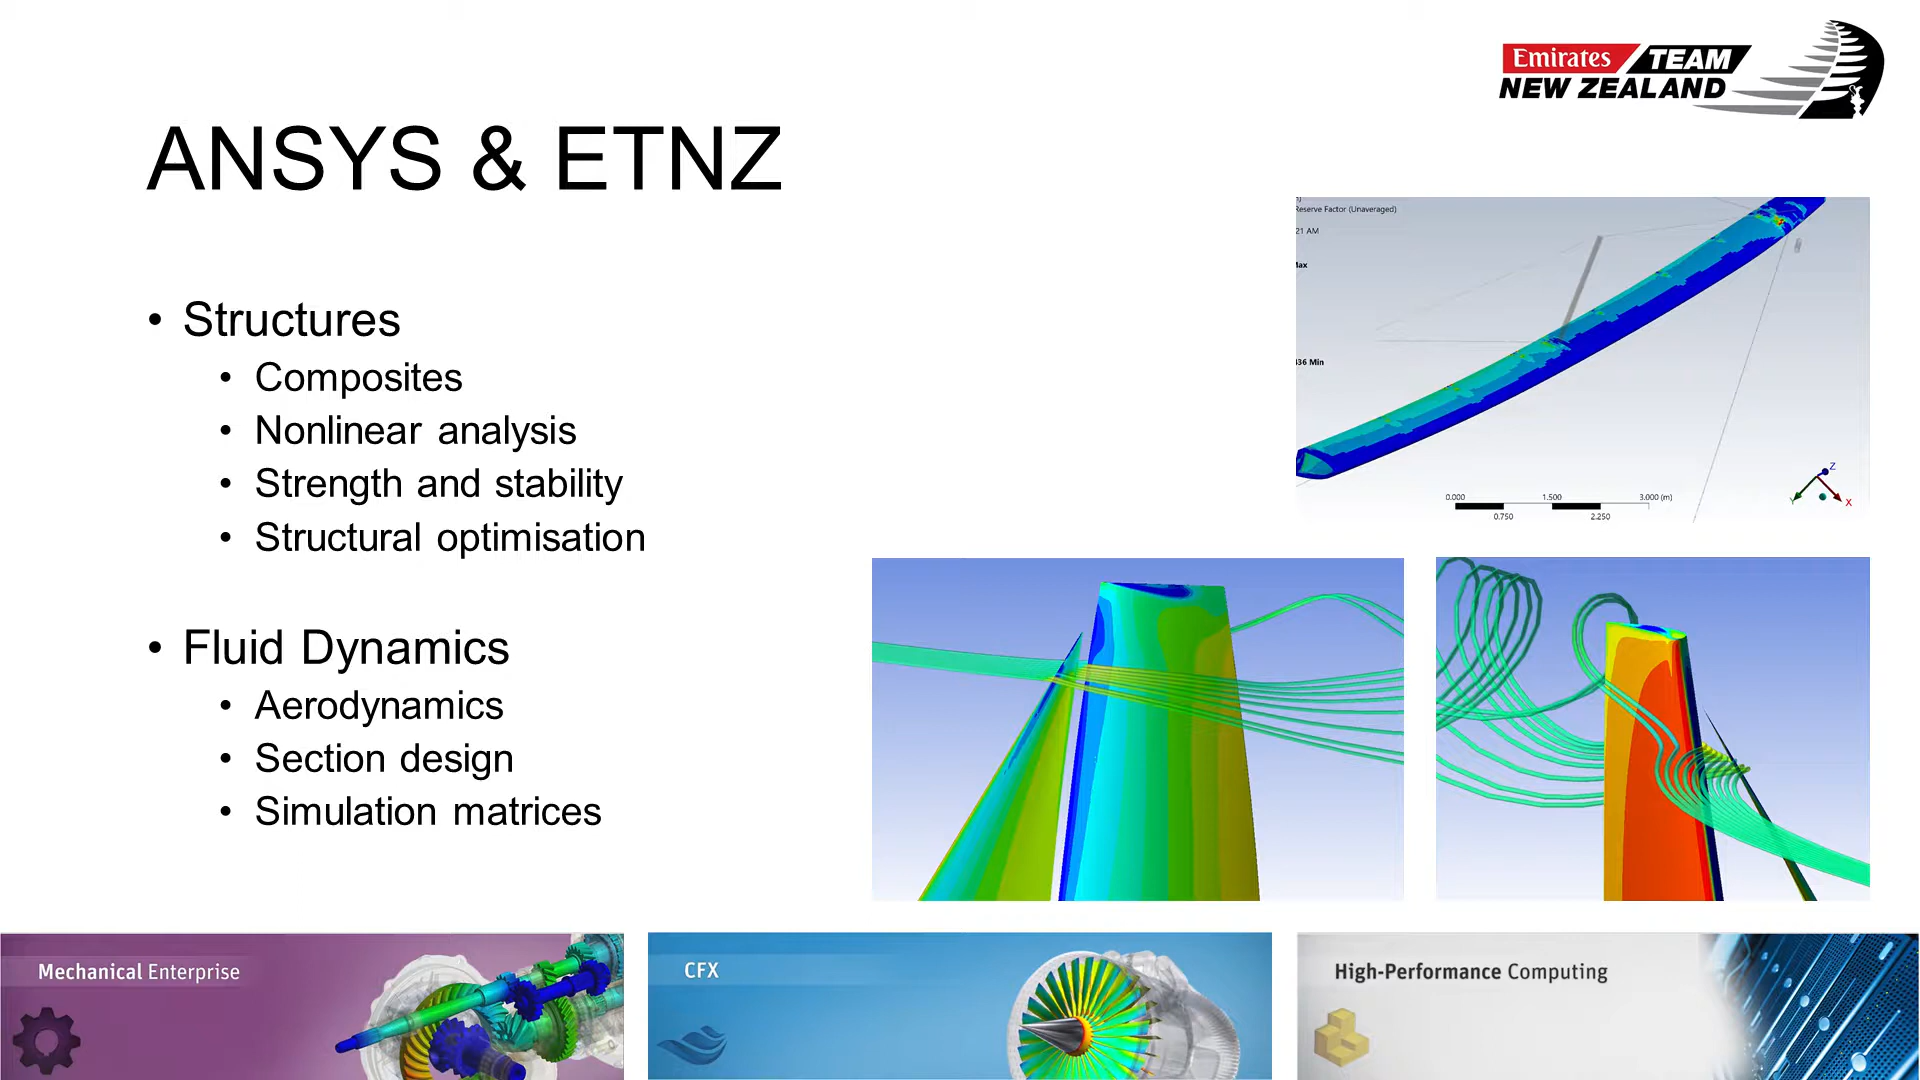 Emirates TEAM
NEW ZEALAND
ANSYS & ETNZ
• Structures
• Composites
• Nonlinear analysis
• Strength and stability
• Structural optimisation
• Fluid Dynamics
• Aerodynamics
• Section design
• Simulation matrices
Reserve Factor (Unaveraged)
21 AM
Max
36 Min
0.000 1.500 3.000 (m)
0.750 2.250
Z
Y
X
Mechanical Enterprise
CFX
High-Performance Computing